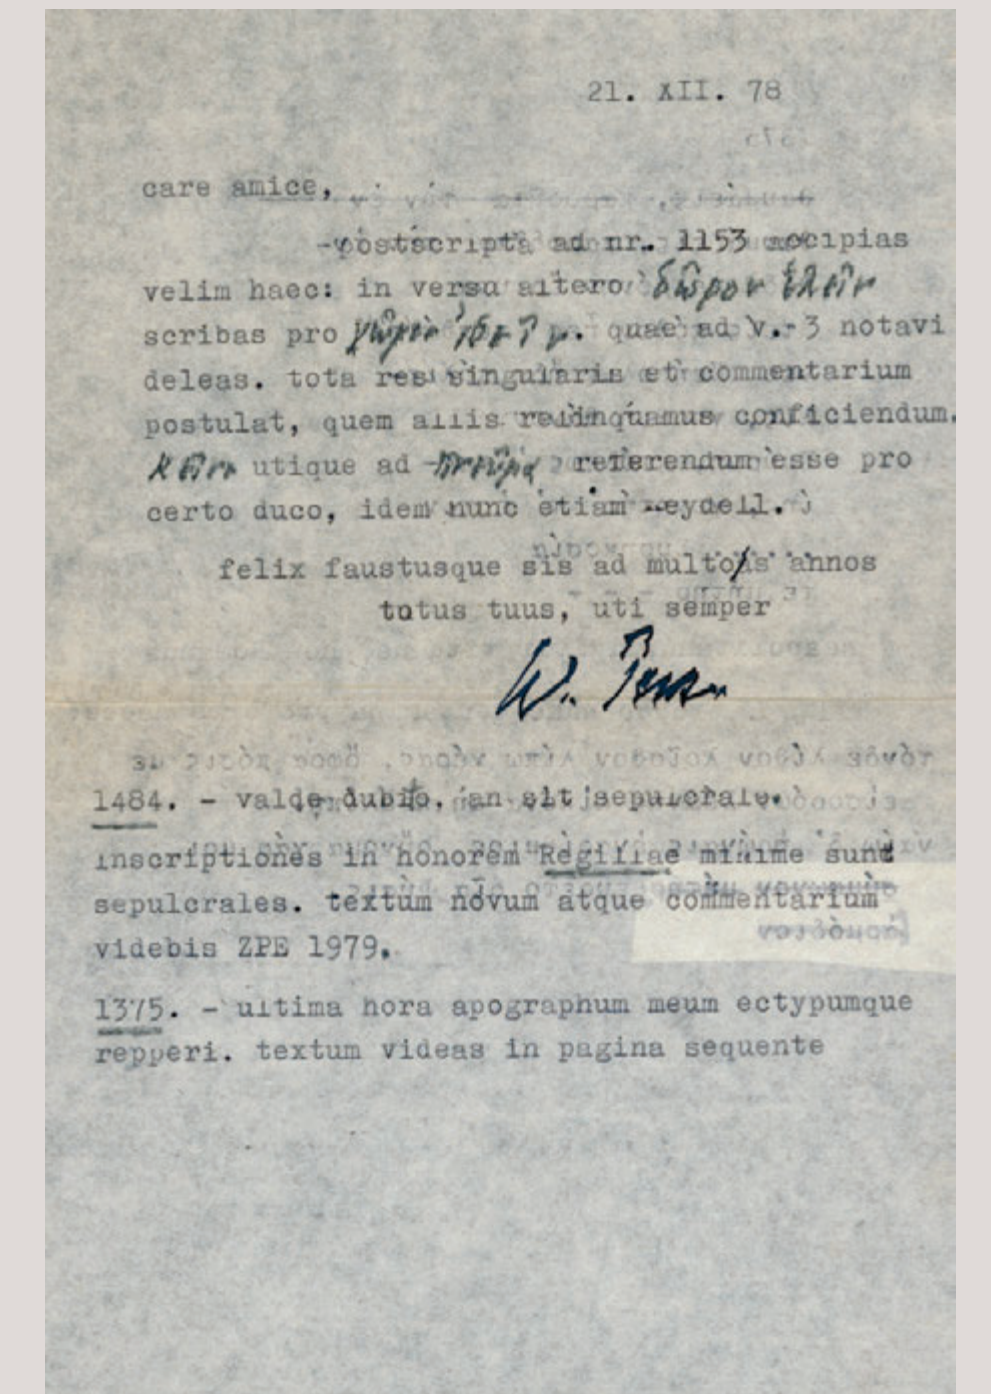 21. XII. 78
care amice,
postscripta ad nr. 1153 accipias
velim haec: in versu altero δῶρον ἑλεῖν
scribas pro quae ad v. 3 notavi
deleas. tota res singularis et commentarium
postulat, quem aliis relinquamus conficiendum.
utique ad referendum esse pro
certo duco, idem nunc etiam eydell.
felix faustusque sis ad multos annos
totus tuus, uti semper
W.
1484. - valde dubito, an sit sepulcrale.
inscriptiones in honorem Regillae minime sunt
sepulcrales. textum novum atque commentarium
videbis ZPE 1979.
1375. - ultima hora apographum meum ectypumque
repperi. textum videas in pagina sequente